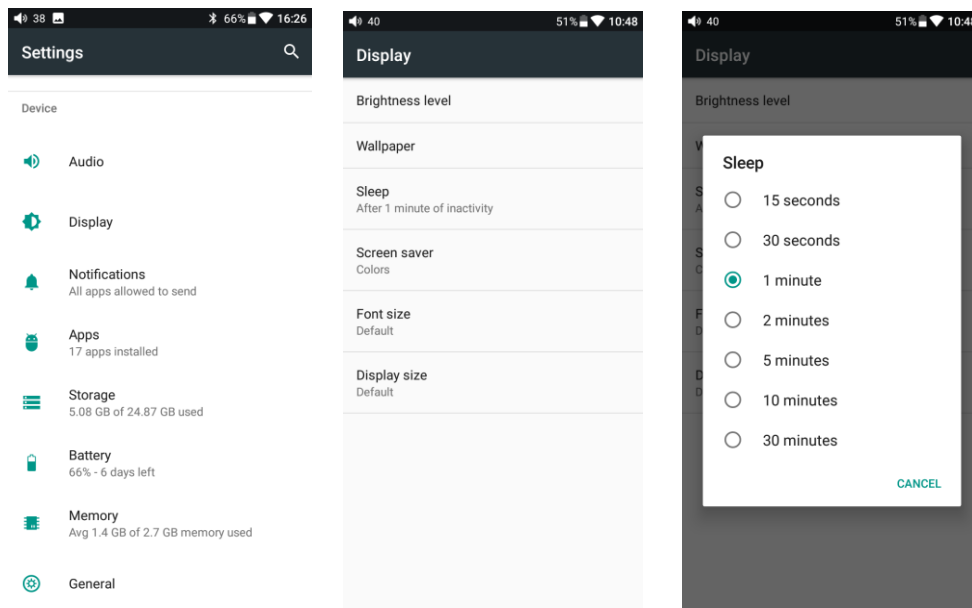 38 66% 16:26
Settings
Device
Audio
Display
Notifications
All apps allowed to send
Apps
17 apps installed
Storage
5.08 GB of 24.87 GB used
Battery
66% - 6 days left
Memory
Avg 1.4 GB of 2.7 GB memory used
General
40 51% 10:48
Display
Brightness level
Wallpaper
Sleep
After 1 minute of inactivity
Screen saver
Colors
Font size
Default
Display size
Default
40 51% 10:48
Display
Brightness level
W
S
A
S
C
F
D
D
D
Sleep
15 seconds
30 seconds
1 minute
2 minutes
5 minutes
10 minutes
30 minutes
CANCEL